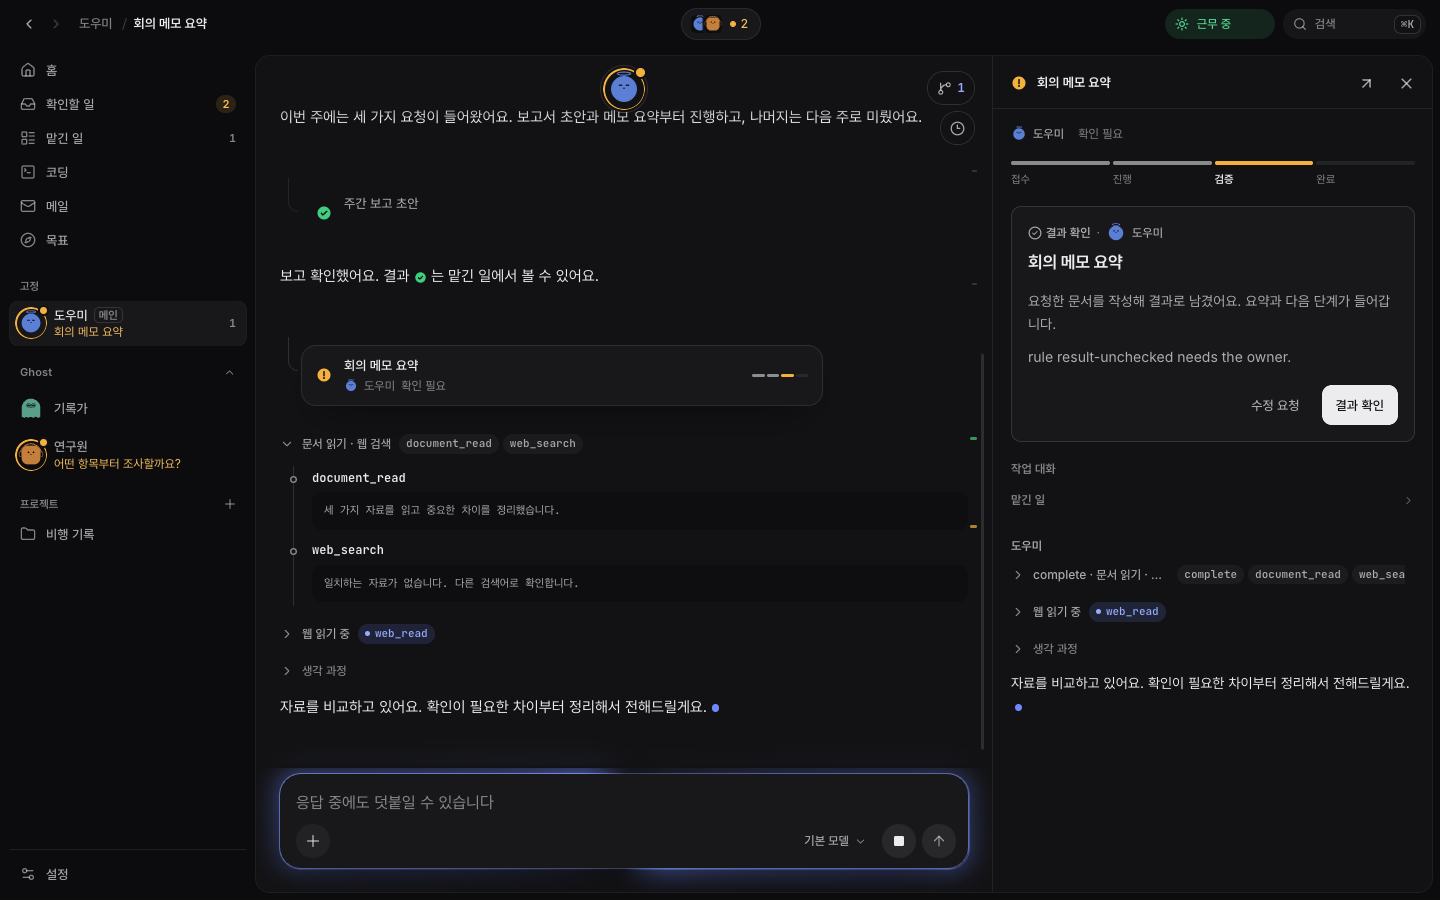 도우미 / 회의 메모 요약
2
근무 중
검색 ⌘K
홈
확인할 일 2
맡긴 일 1
코딩
메일
목표
고정
도우미 메인
회의 메모 요약
1
Ghost
기록가
연구원
어떤 항목부터 조사할까요?
프로젝트
비행 기록
설정
1
이번 주에는 세 가지 요청이 들어왔어요. 보고서 초안과 메모 요약부터 진행하고, 나머지는 다음 주로 미뤘어요.
주간 보고 초안
보고 확인했어요. 결과 는 맡긴 일에서 볼 수 있어요.
회의 메모 요약
도우미 확인 필요
문서 읽기 · 웹 검색 document_read web_search
document_read
세 가지 자료를 읽고 중요한 차이를 정리했습니다.
web_search
일치하는 자료가 없습니다. 다른 검색어로 확인합니다.
웹 읽기 중 web_read
생각 과정
자료를 비교하고 있어요. 확인이 필요한 차이부터 정리해서 전해드릴게요.
응답 중에도 덧붙일 수 있습니다
기본 모델
회의 메모 요약
도우미 확인 필요
접수 진행 검증 완료
결과 확인 · 도우미
회의 메모 요약
요청한 문서를 작성해 결과로 남겼어요. 요약과 다음 단계가 들어갑
니다.
rule result-unchecked needs the owner.
수정 요청 결과 확인
작업 대화
맡긴 일
도우미
complete · 문서 읽기 · ... complete document_read web_sea
웹 읽기 중 web_read
생각 과정
자료를 비교하고 있어요. 확인이 필요한 차이부터 정리해서 전해드릴게요.